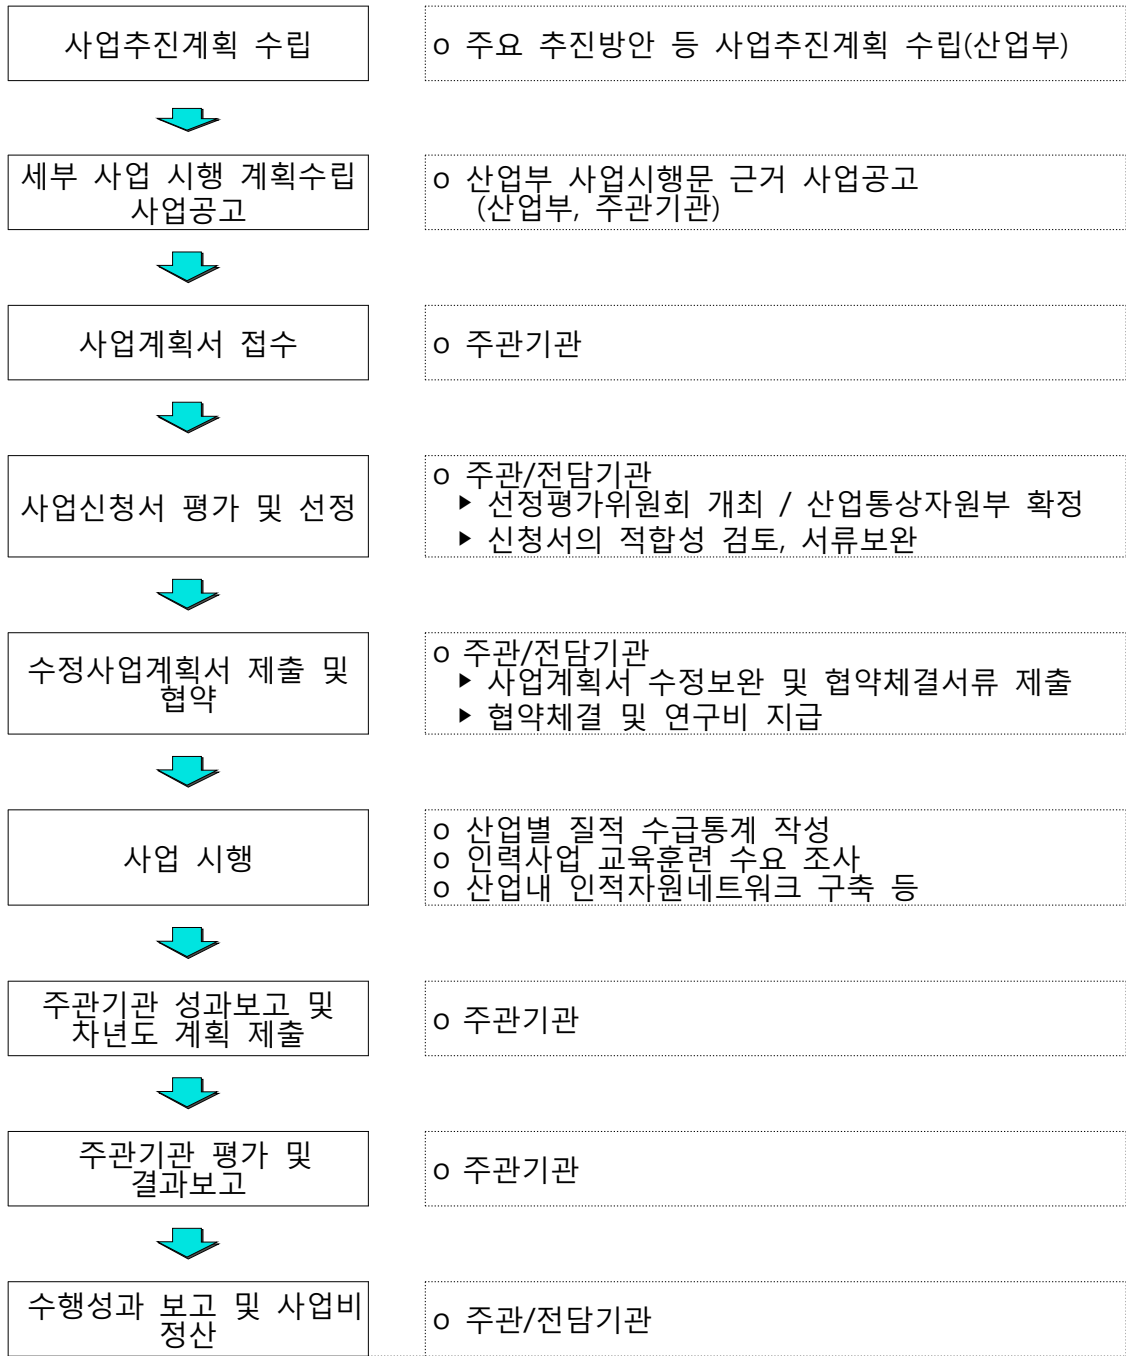 사업추진계획 수립
o 주요 추진방안 등 사업추진계획 수립(산업부)
세부 사업 시행 계획수립
사업공고
o 산업부 사업시행문 근거 사업공고
(산업부, 주관기관)
사업계획서 접수
o 주관기관
사업신청서 평가 및 선정
o 주관/전담기관
▶ 선정평가위원회 개최 / 산업통상자원부 확정
▶ 신청서의 적합성 검토, 서류보완
수정사업계획서 제출 및
협약
o 주관/전담기관
▶ 사업계획서 수정보완 및 협약체결서류 제출
▶ 협약체결 및 연구비 지급
사업 시행
o 산업별 질적 수급통계 작성
o 인력사업 교육훈련 수요 조사
o 산업내 인적자원네트워크 구축 등
주관기관 성과보고 및
차년도 계획 제출
o 주관기관
주관기관 평가 및
결과보고
o 주관기관
수행성과 보고 및 사업비
정산
o 주관/전담기관